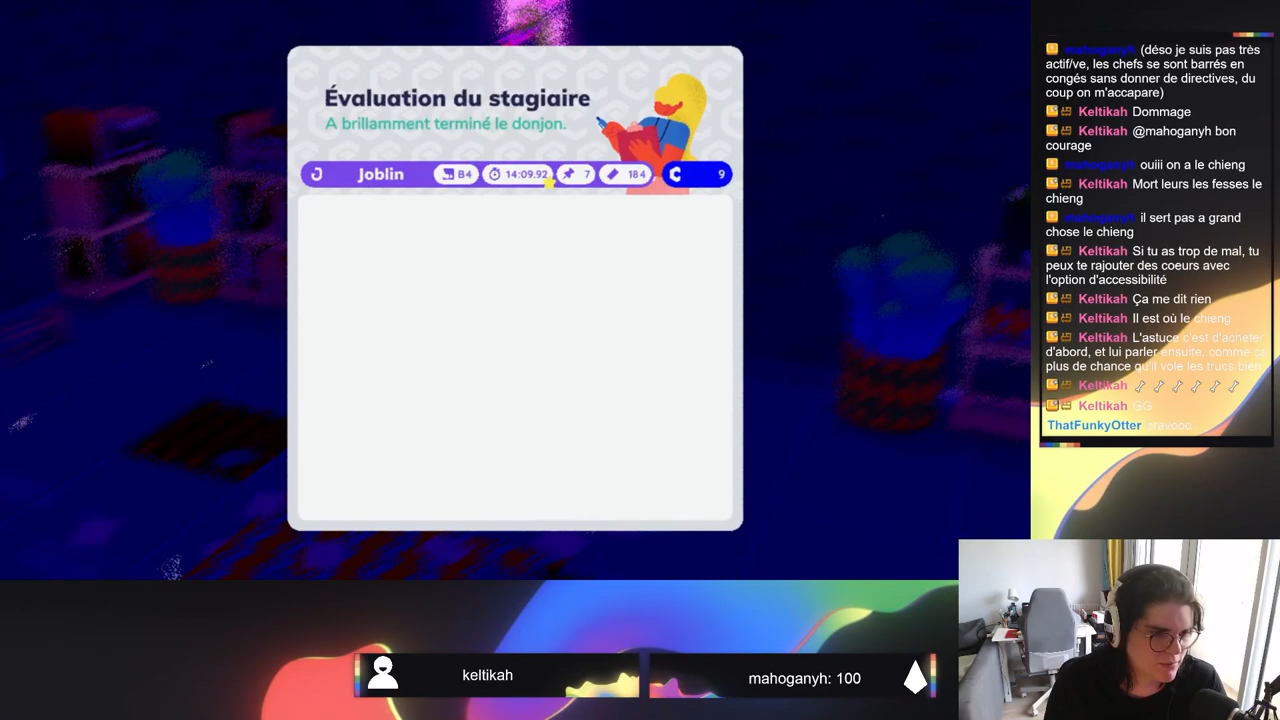 Évaluation du stagiaire
A brillamment terminé le donjon.
Joblin B4 14:09.92 7 184 9
mahoganyh (déso je suis pas très
actif/ve, les chefs se sont barrés en
congés sans donner de directives, du
coup on m'accapare)
Keltikah Dommage
Keltikah @mahoganyh bon
courage
mahoganyh ouiii on a le chieng
Keltikah Mort leurs les fesses le
chieng
mahoganyh il sert pas a grand
chose le chieng
Keltikah Si tu as trop de mal, tu
peux te rajouter des coeurs avec
l'option d'accessibilité
Keltikah Ça me dit rien
Keltikah Il est où le chieng
Keltikah L'astuce c'est d'acheter
d'abord, et lui parler ensuite, comme ça
plus de chance qu'il vole les trucs bien
Keltikah
Keltikah GG
ThatFunkyOtter bravooo
keltikah
mahoganyh: 100